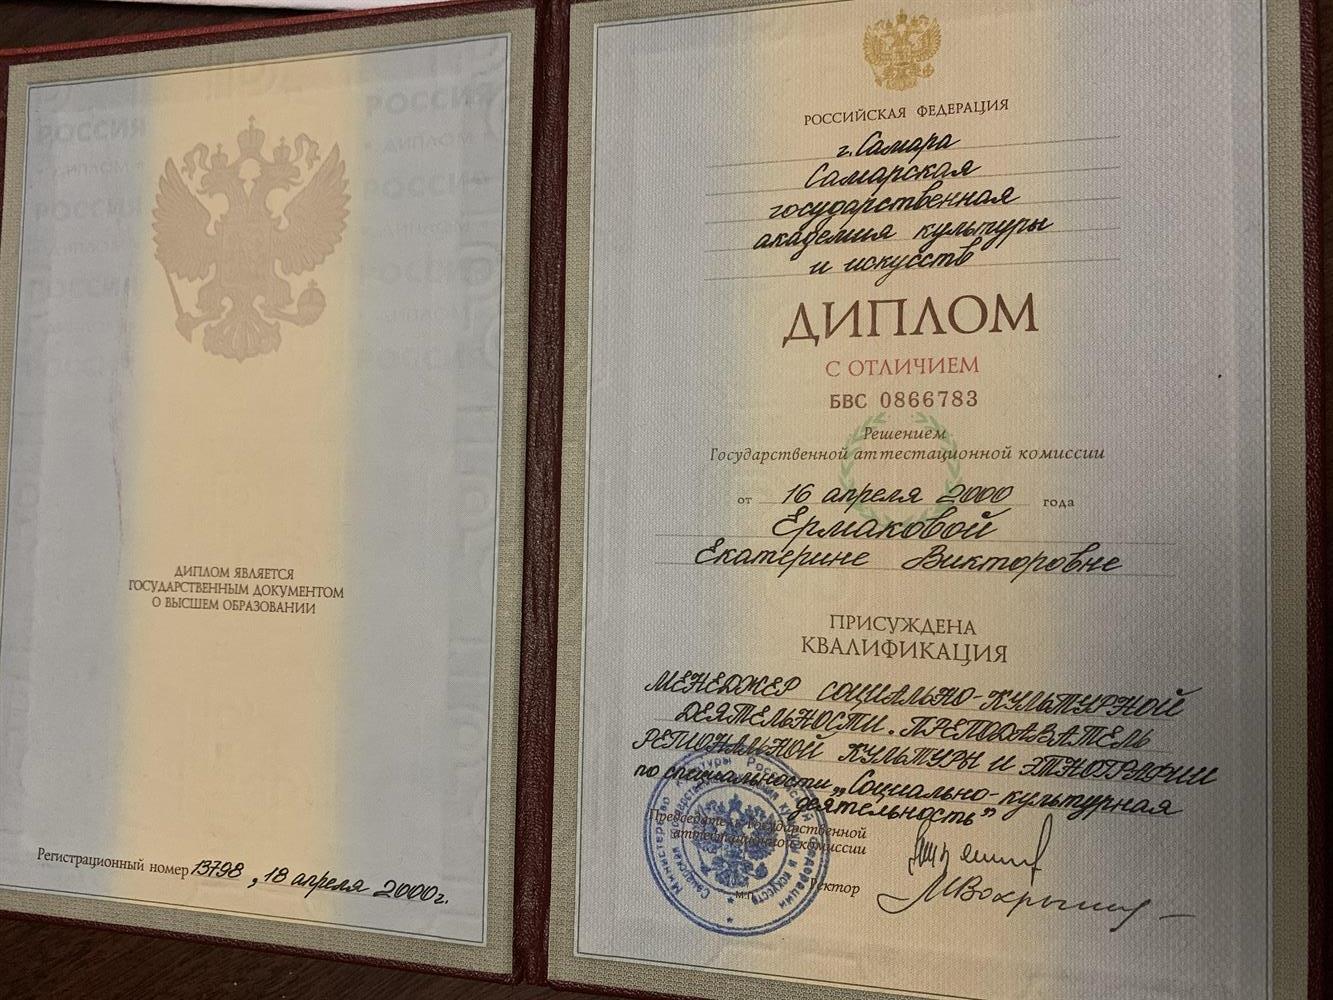 РОССИЯ
РОССИЯ
ДИПЛОМ
ДИПЛОМ
РОССИЯ
РОССИЯ
ДИПЛОМ ЯВЛЯЕТСЯ
ГОСУДАРСТВЕННЫМ ДОКУМЕНТОМ
О ВЫСШЕМ ОБРАЗОВАНИИ
Регистрационный номер 13798, 18 апреля 2000г.
РОССИЙСКАЯ ФЕДЕРАЦИЯ
г. Самара
Самарская
государственная
академия культуры
и искусств
ДИПЛОМ
С ОТЛИЧИЕМ
БВС 0866783
Решением
Государственной аттестационной комиссии
от 16 апреля 2000 года
Ермаковой
Екатерине Викторовне
ПРИСУЖДЕНА
КВАЛИФИКАЦИЯ
МЕНЕДЖЕР СОЦИАЛЬНО-КУЛЬТУРНОЙ
ДЕЯТЕЛЬНОСТИ. ПРЕПОДАВАТЕЛЬ
РЕГИОНАЛЬНОЙ КУЛЬТУРЫ И ЭТНОГРАФИИ
по специальности „Социально-культурная
деятельность”
Председатель Государственной
аттестационной комиссии
М.П.
Ректор